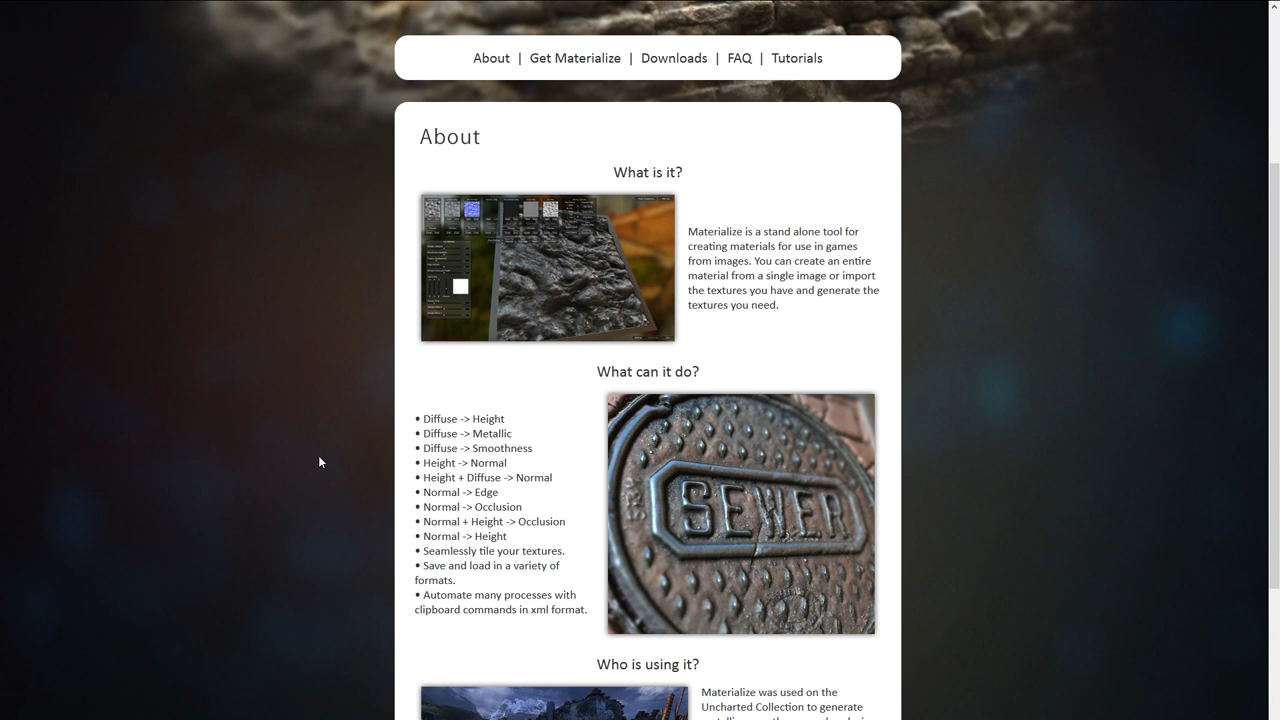 About | Get Materialize | Downloads | FAQ | Tutorials
About
What is it?
Materialize is a stand alone tool for
creating materials for use in games
from images. You can create an entire
material from a single image or import
the textures you have and generate the
textures you need.
What can it do?
• Diffuse -> Height
• Diffuse -> Metallic
• Diffuse -> Smoothness
• Height -> Normal
• Height + Diffuse -> Normal
• Normal -> Edge
• Normal -> Occlusion
• Normal + Height -> Occlusion
• Normal -> Height
• Seamlessly tile your textures.
• Save and load in a variety of
formats.
• Automate many processes with
clipboard commands in xml format.
SEWER
Who is using it?
Materialize was used on the
Uncharted Collection to generate